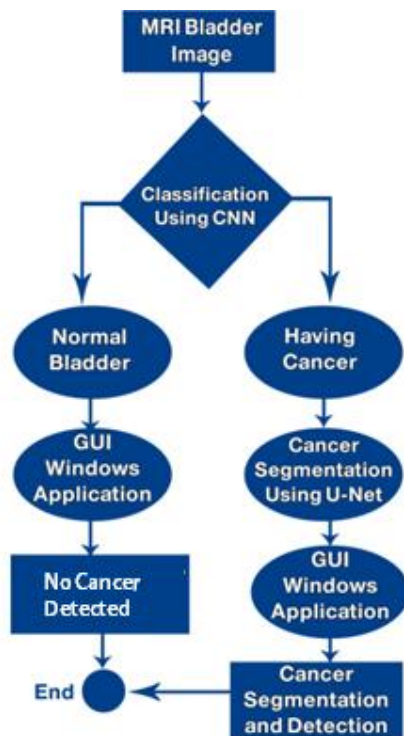 MRI Bladder
Image
Classification
Using CNN
Normal
Bladder
GUI
Windows
Application
No Cancer
Detected
Having
Cancer
Cancer
Segmentation
Using U-Net
GUI
Windows
Application
Cancer
Segmentation
and Detection
End